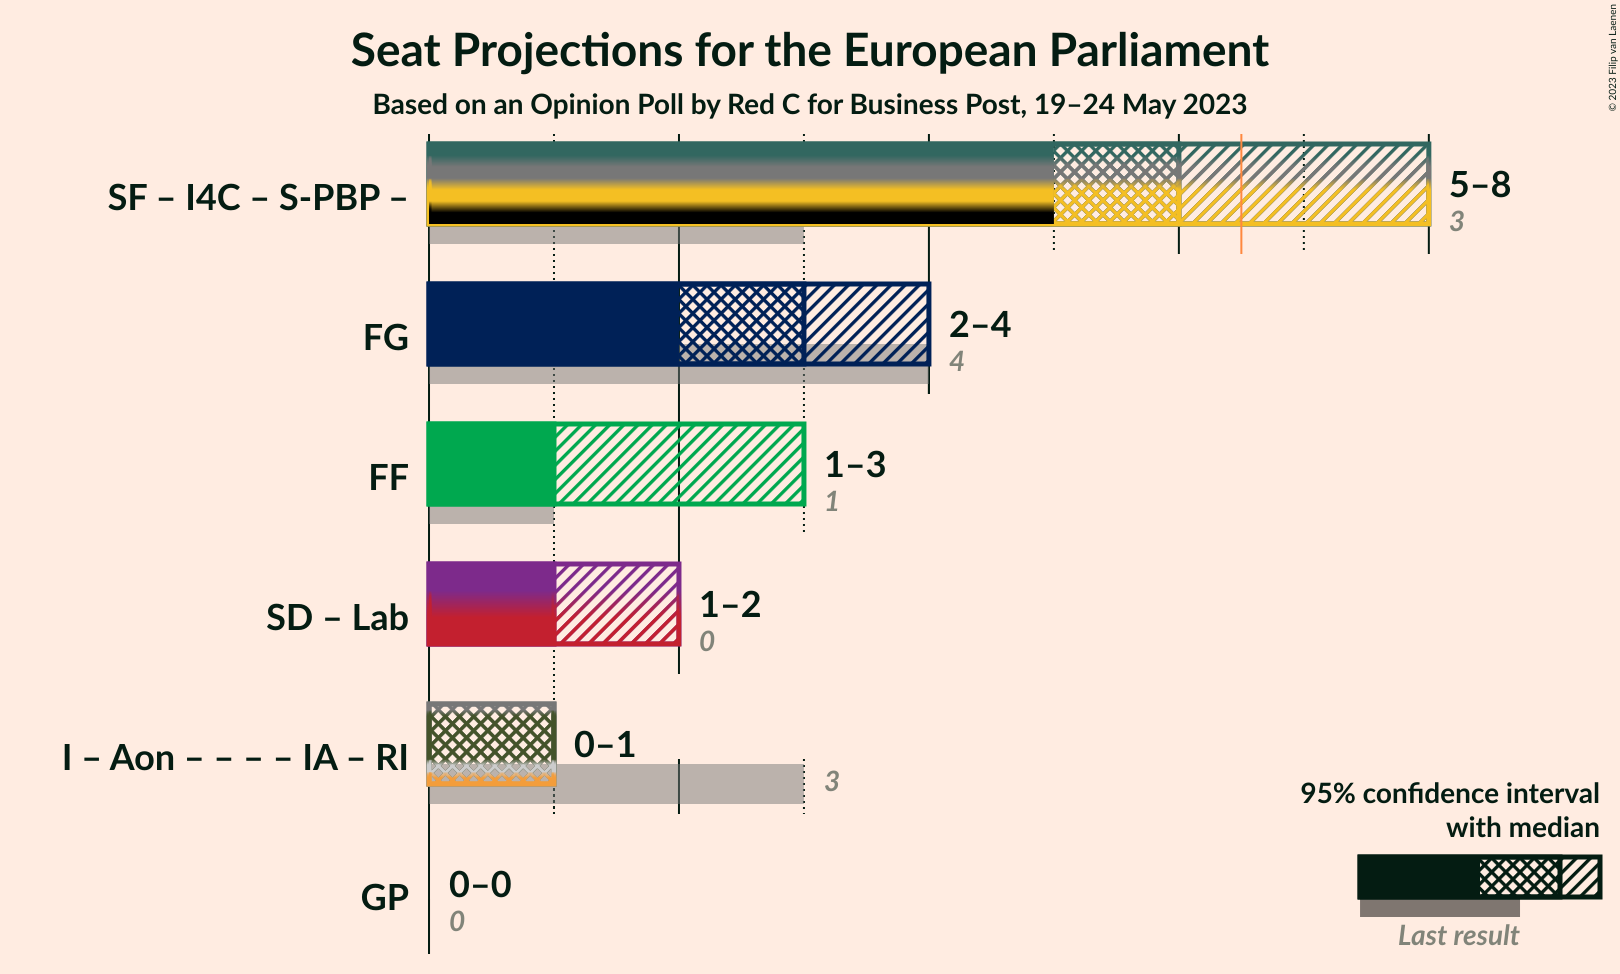 Seat Projections for the European Parliament
Based on an Opinion Poll by Red C for Business Post, 19–24 May 2023
© 2023 Filip van Laenen
SF – I4C – S-PBP –
5–8
3
FG
2–4
4
FF
1–3
1
SD – Lab
1–2
0
I – Aon – – – – IA – RI
0–1
3
GP
0–0
0
95% confidence interval
with median
Last result